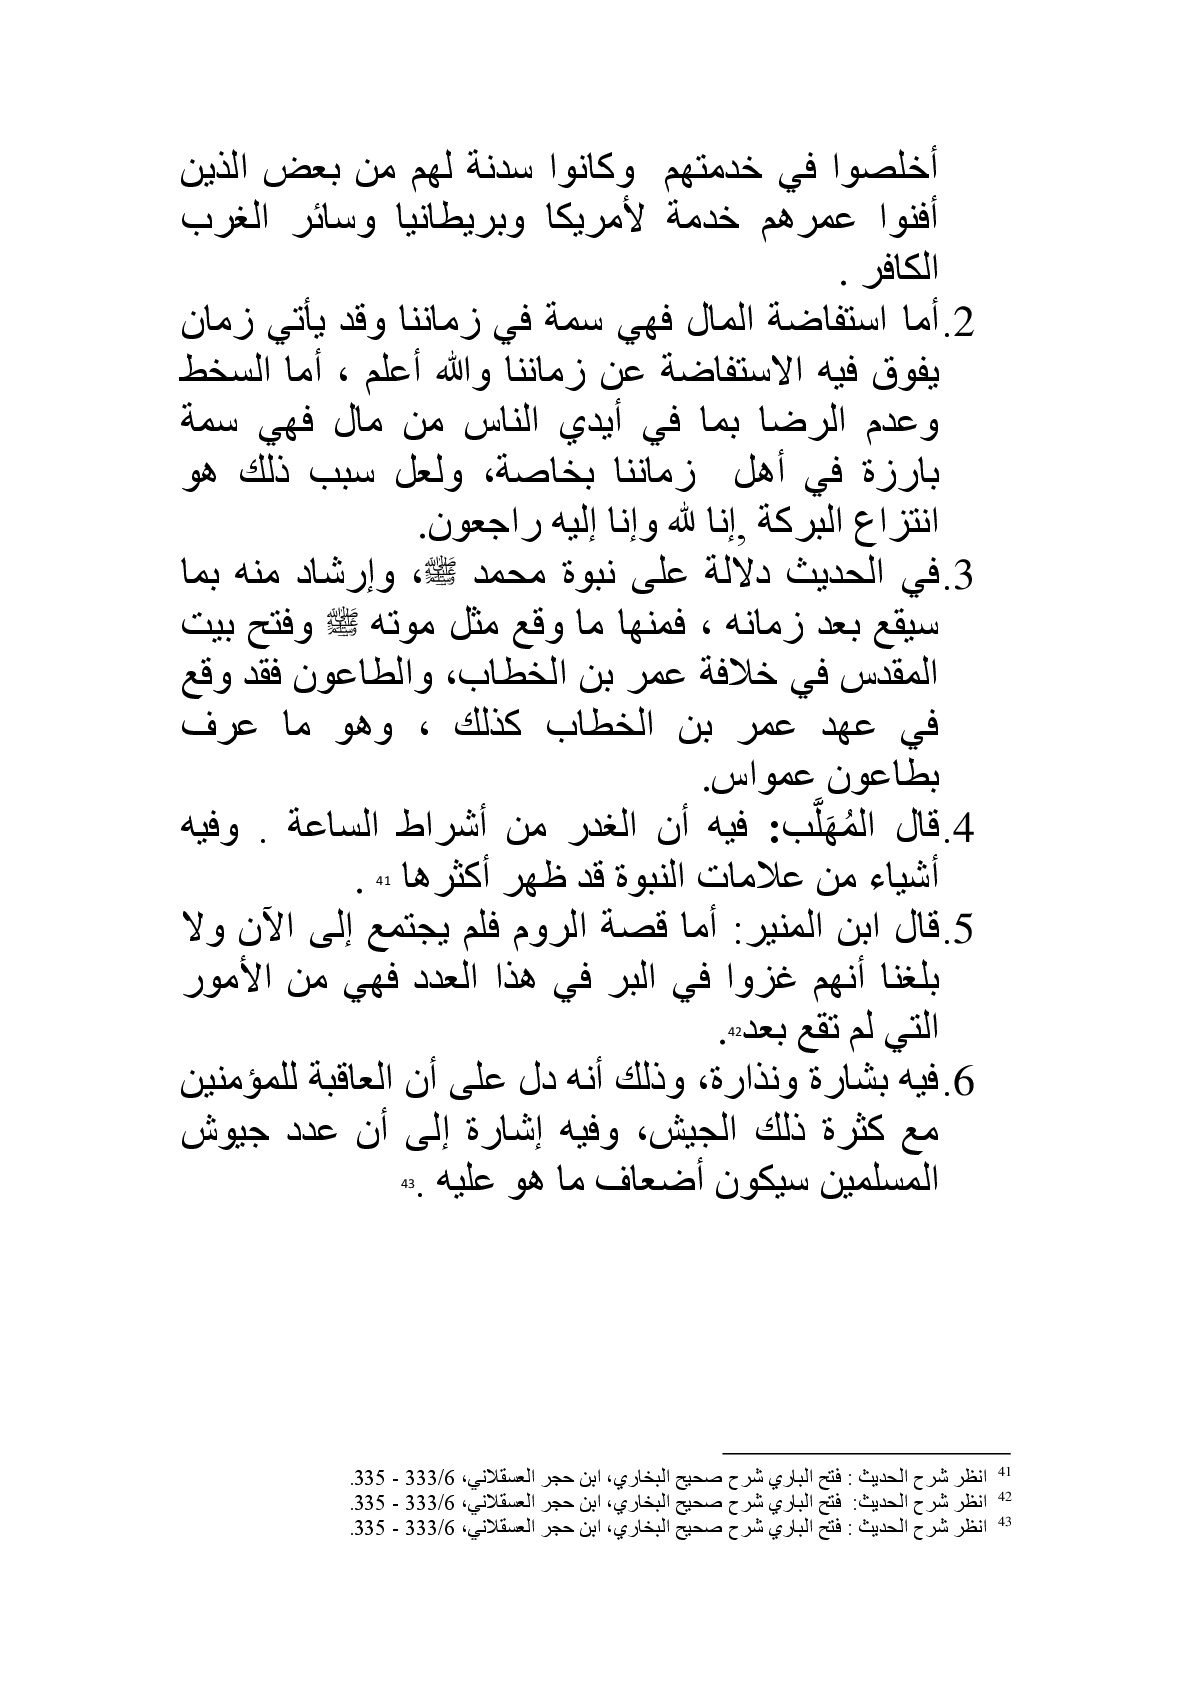 أخلصوا في خدمتهم وكانوا سدنة لهم من بعض الذين
أفنوا عمرهم خدمة لأمريكا وبريطانيا وسائر الغرب
الكافر .
2. أما استفاضة المال فهي سمة في زماننا وقد يأتي زمان
يفوق فيه الاستفاضة عن زماننا والله أعلم ، أما السخط
وعدم الرضا بما في أيدي الناس من مال فهي سمة
بارزة في أهل زماننا بخاصة، ولعل سبب ذلك هو
انتزاع البركة ,إنا لله وإنا إليه راجعون.
3. في الحديث دلالة على نبوة محمد ﷺ، وإرشاد منه بما
سيقع بعد زمانه ، فمنها ما وقع مثل موته ﷺ وفتح بيت
المقدس في خلافة عمر بن الخطاب، والطاعون فقد وقع
في عهد عمر بن الخطاب كذلك ، وهو ما عرف
بطاعون عمواس.
4. قال المُهَلَّب: فيه أن الغدر من أشراط الساعة . وفيه
أشياء من علامات النبوة قد ظهر أكثرها 41 .
5. قال ابن المنير: أما قصة الروم فلم يجتمع إلى الآن ولا
بلغنا أنهم غزوا في البر في هذا العدد فهي من الأمور
التي لم تقع بعد42.
6. فيه بشارة ونذارة، وذلك أنه دل على أن العاقبة للمؤمنين
مع كثرة ذلك الجيش، وفيه إشارة إلى أن عدد جيوش
المسلمين سيكون أضعاف ما هو عليه .43
41 انظر شرح الحديث : فتح الباري شرح صحيح البخاري، ابن حجر العسقلاني، 333/6 - 335.
42 انظر شرح الحديث: فتح الباري شرح صحيح البخاري، ابن حجر العسقلاني، 333/6 - 335.
43 انظر شرح الحديث : فتح الباري شرح صحيح البخاري، ابن حجر العسقلاني، 333/6 - 335.